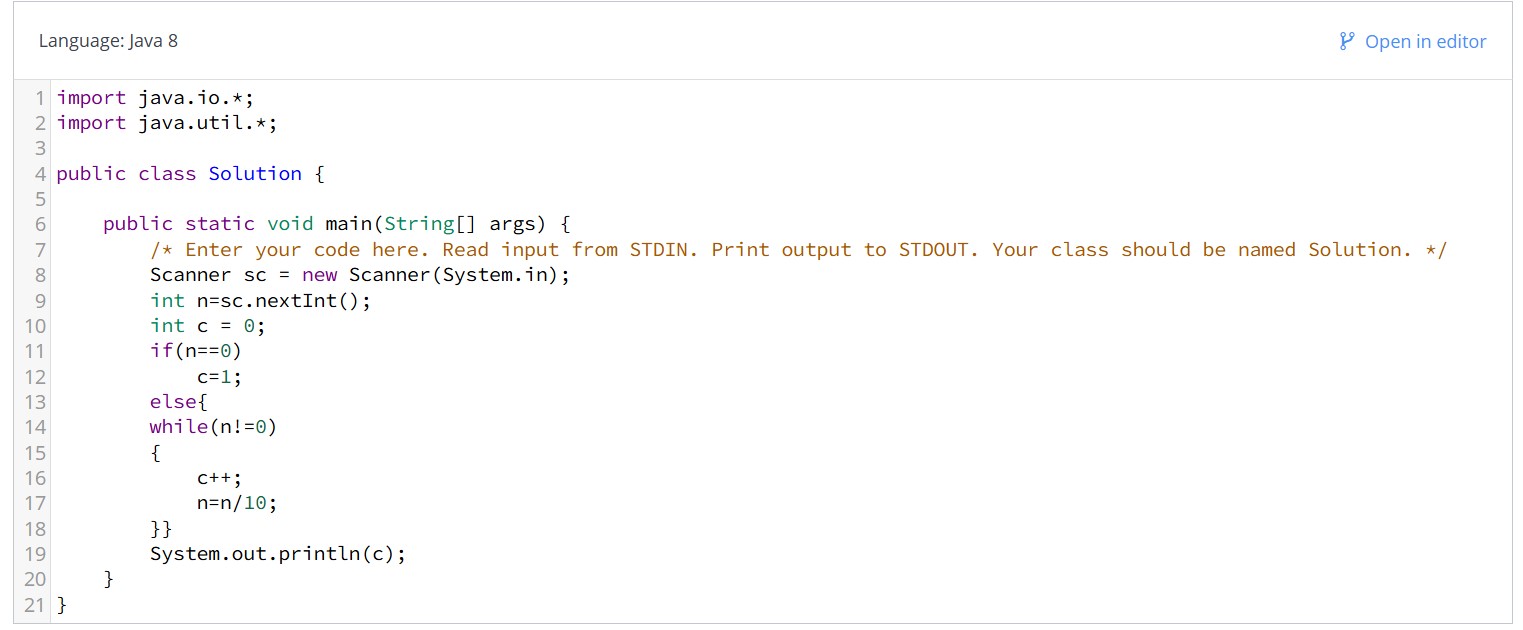 Language: Java 8
Open in editor
1 import java.io.*;
2 import java.util.*;
3
4 public class Solution {
5
6     public static void main(String[] args) {
7         /* Enter your code here. Read input from STDIN. Print output to STDOUT. Your class should be named Solution. */
8         Scanner sc = new Scanner(System.in);
9         int n=sc.nextInt();
10         int c = 0;
11         if(n==0)
12             c=1;
13         else{
14         while(n!=0)
15         {
16             c++;
17             n=n/10;
18         }}
19         System.out.println(c);
20     }
21 }